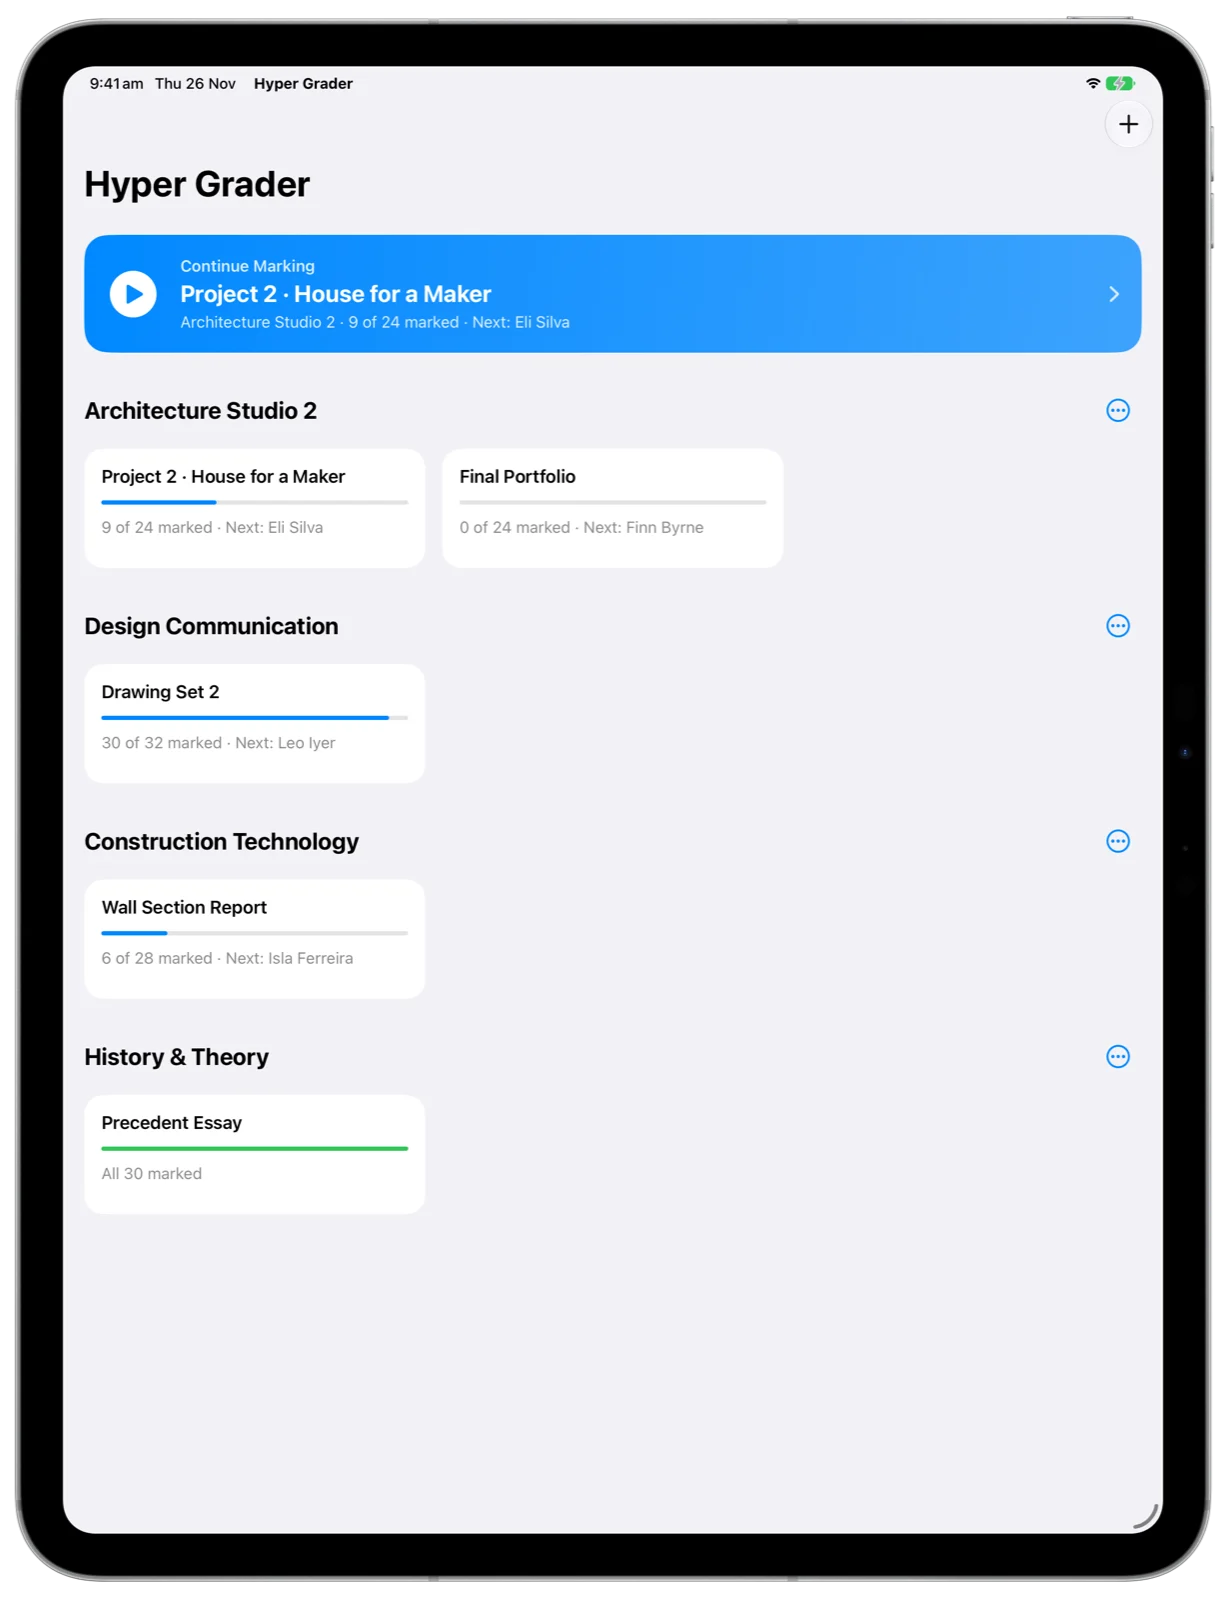 9:41 am Thu 26 Nov Hyper Grader
Hyper Grader
Continue Marking
Project 2 · House for a Maker
Architecture Studio 2 · 9 of 24 marked · Next: Eli Silva
Architecture Studio 2
Project 2 · House for a Maker
9 of 24 marked · Next: Eli Silva
Final Portfolio
0 of 24 marked · Next: Finn Byrne
Design Communication
Drawing Set 2
30 of 32 marked · Next: Leo Iyer
Construction Technology
Wall Section Report
6 of 28 marked · Next: Isla Ferreira
History & Theory
Precedent Essay
All 30 marked